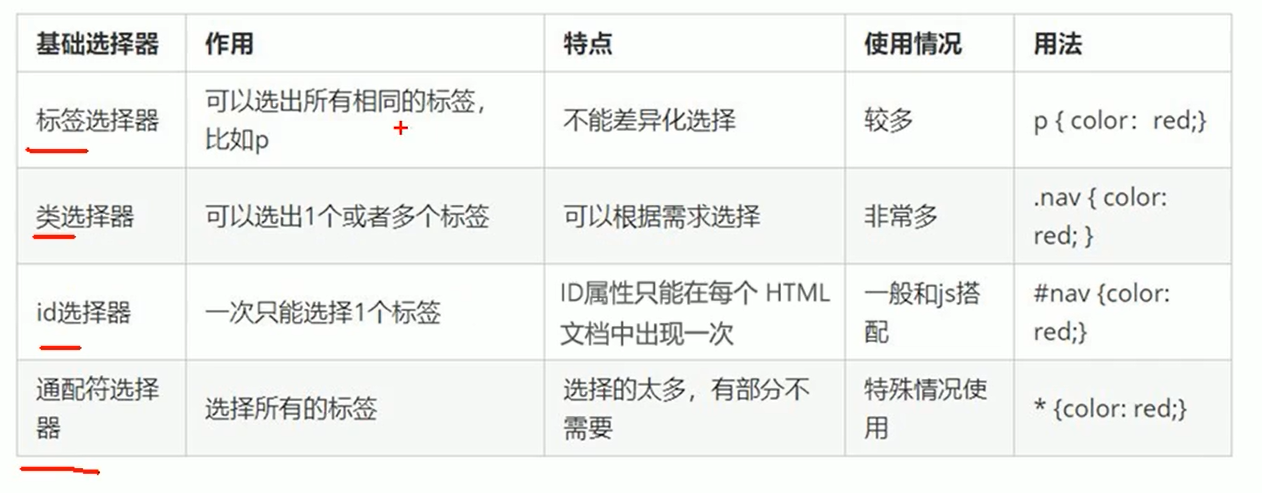 基础选择器 作用 特点 使用情况 用法
标签选择器 可以选出所有相同的标签，比如p 不能差异化选择 较多 p { color：red;}
类选择器 可以选出1个或者多个标签 可以根据需求选择 非常多 .nav { color: red; }
id选择器 一次只能选择1个标签 ID属性只能在每个 HTML 文档中出现一次 一般和js搭配 #nav {color: red;}
通配符选择器 选择所有的标签 选择的太多，有部分不需要 特殊情况使用 * {color: red;}